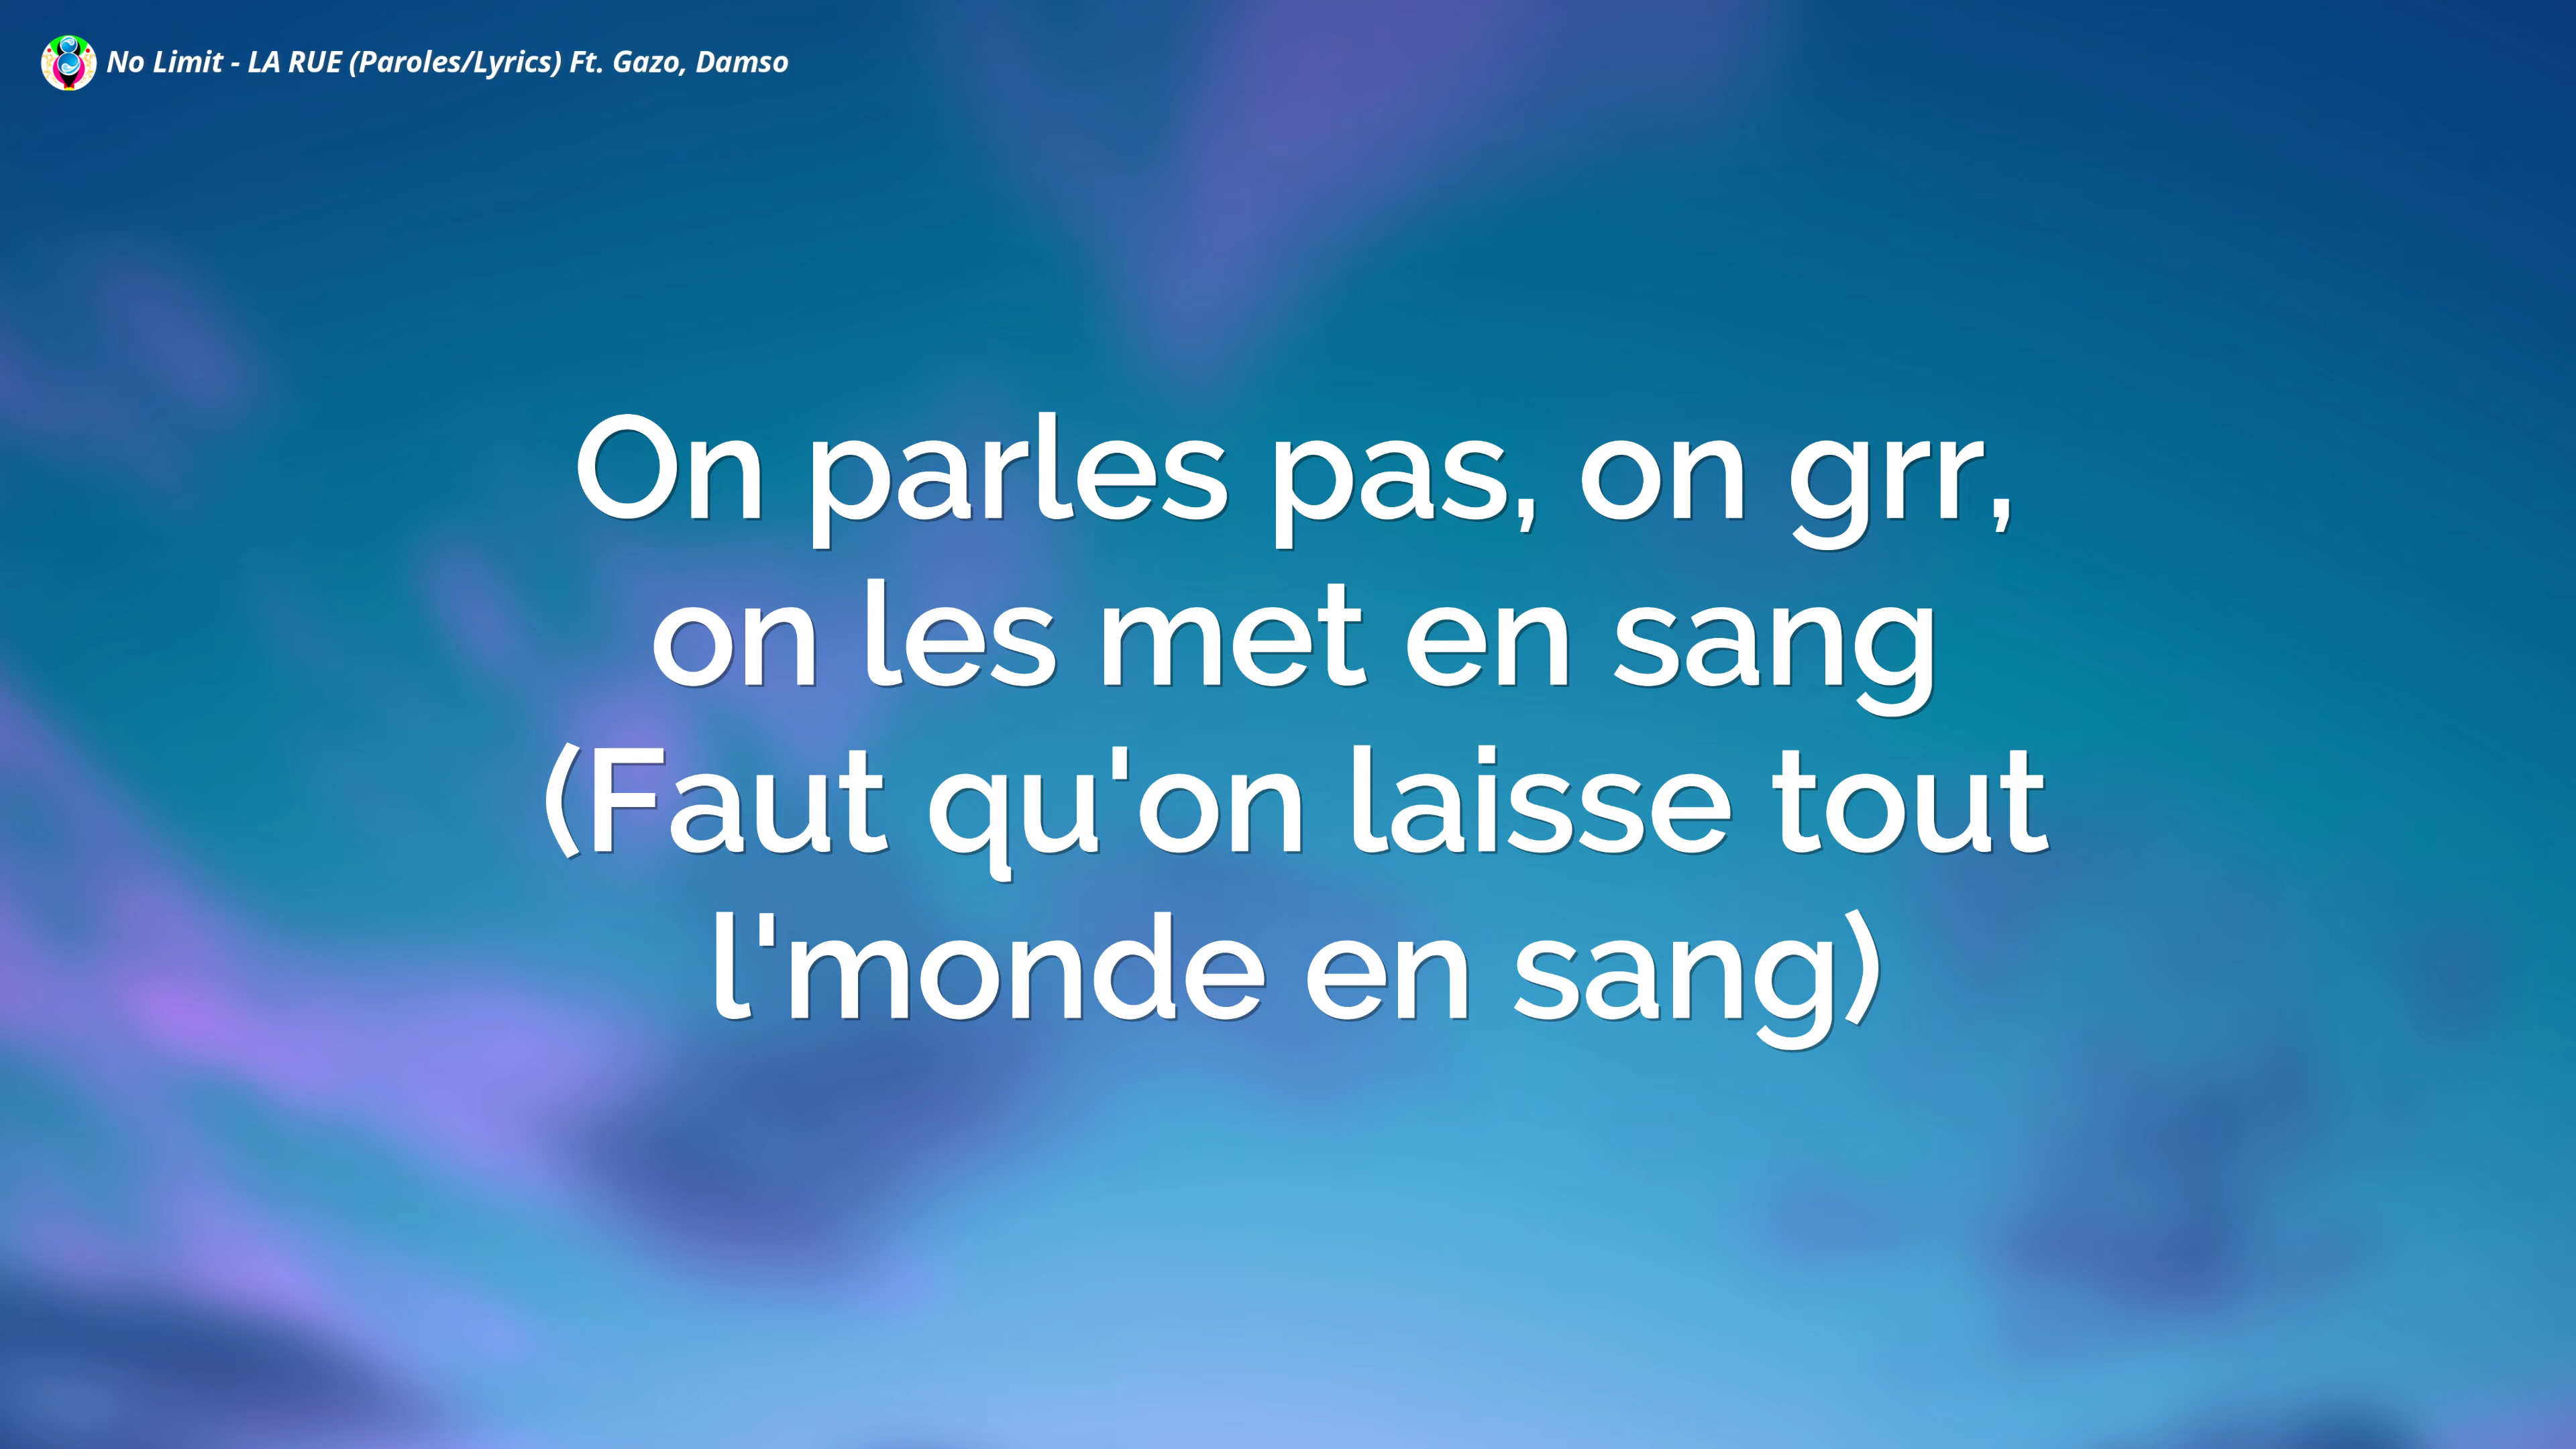 No Limit - LA RUE (Paroles/Lyrics) Ft. Gazo, Damso
On parles pas, on grr,
on les met en sang
(Faut qu'on laisse tout
l'monde en sang)